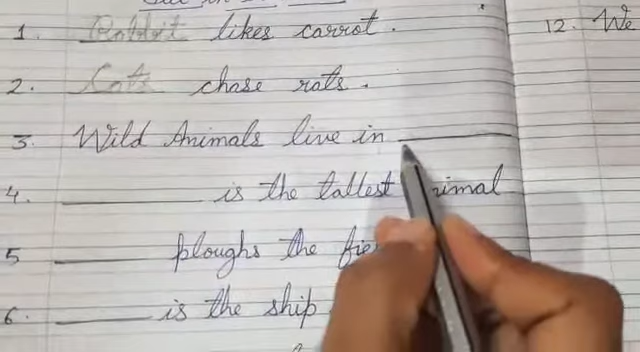 1. Rabbit likes carrot.
12. We
2. Cats chase rats.
3. Wild Animals live in
4. is the tallest
5 ploughs the
6. is the ship